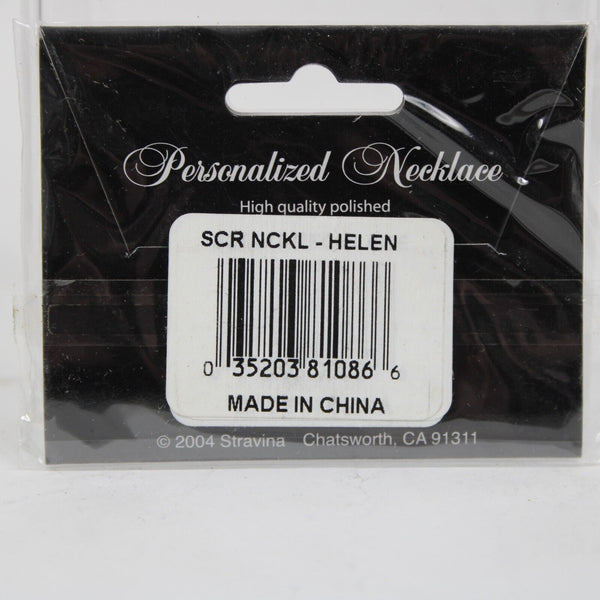 Personalized Necklace
High quality polished
SCR NCKL - HELEN
0 35203 81086 6
MADE IN CHINA
© 2004 Stravina Chatsworth, CA 91311